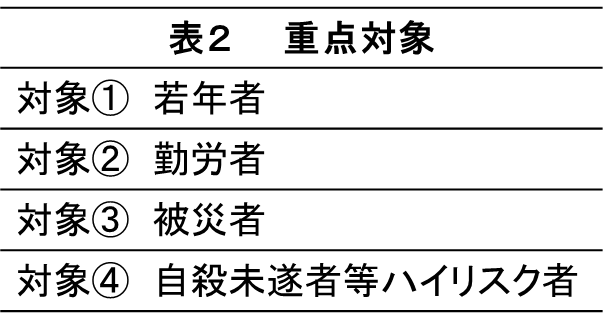 表２　重点対象
対象① 若年者
対象② 勤労者
対象③ 被災者
対象④ 自殺未遂者等ハイリスク者